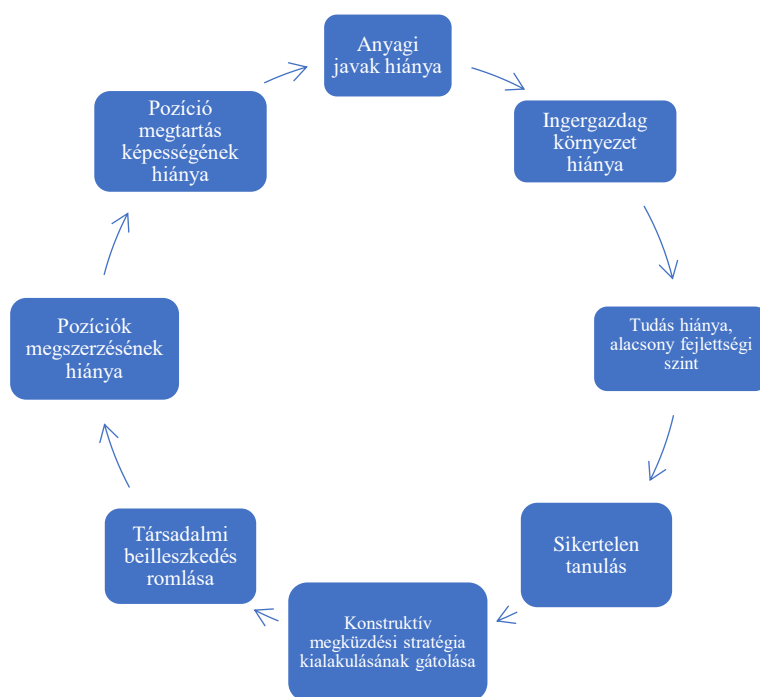 Anyagi
javak hiánya
Ingergazdag
környezet
hiánya
Tudás hiánya,
alacsony fejlettségi
szint
Sikertelen
tanulás
Konstruktív
megküzdési stratégia
kialakulásának gátolása
Társadalmi
beilleszkedés
romlása
Pozíciók
megszerzésének
hiánya
Pozíció
megtartás
képességének
hiánya